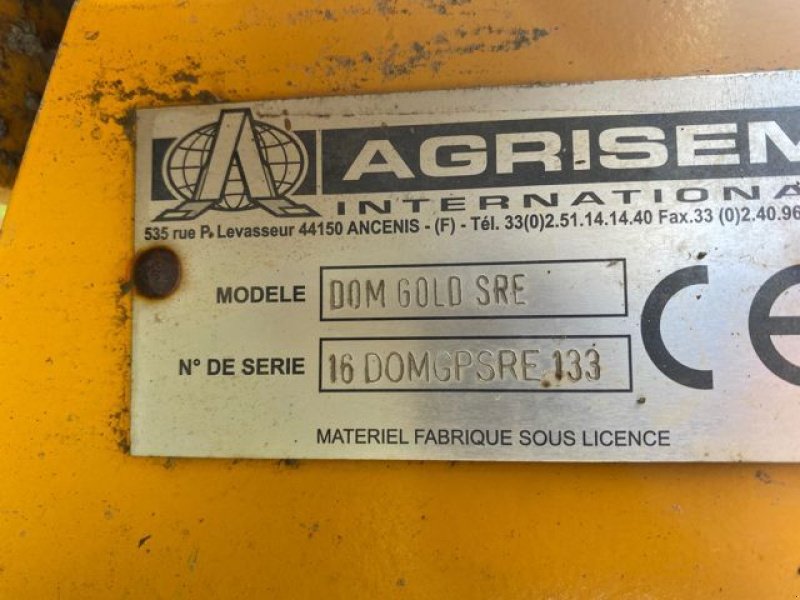 AGRISEM
INTERNATIONA
535 rue P. Levasseur 44150 ANCENIS - (F) - Tél. 33(0)2.51.14.14.40 Fax.33 (0)2.40.96
MODELE DOM GOLD SRE
N° DE SERIE 16 DOMGPSRE 133
CE
MATERIEL FABRIQUE SOUS LICENCE